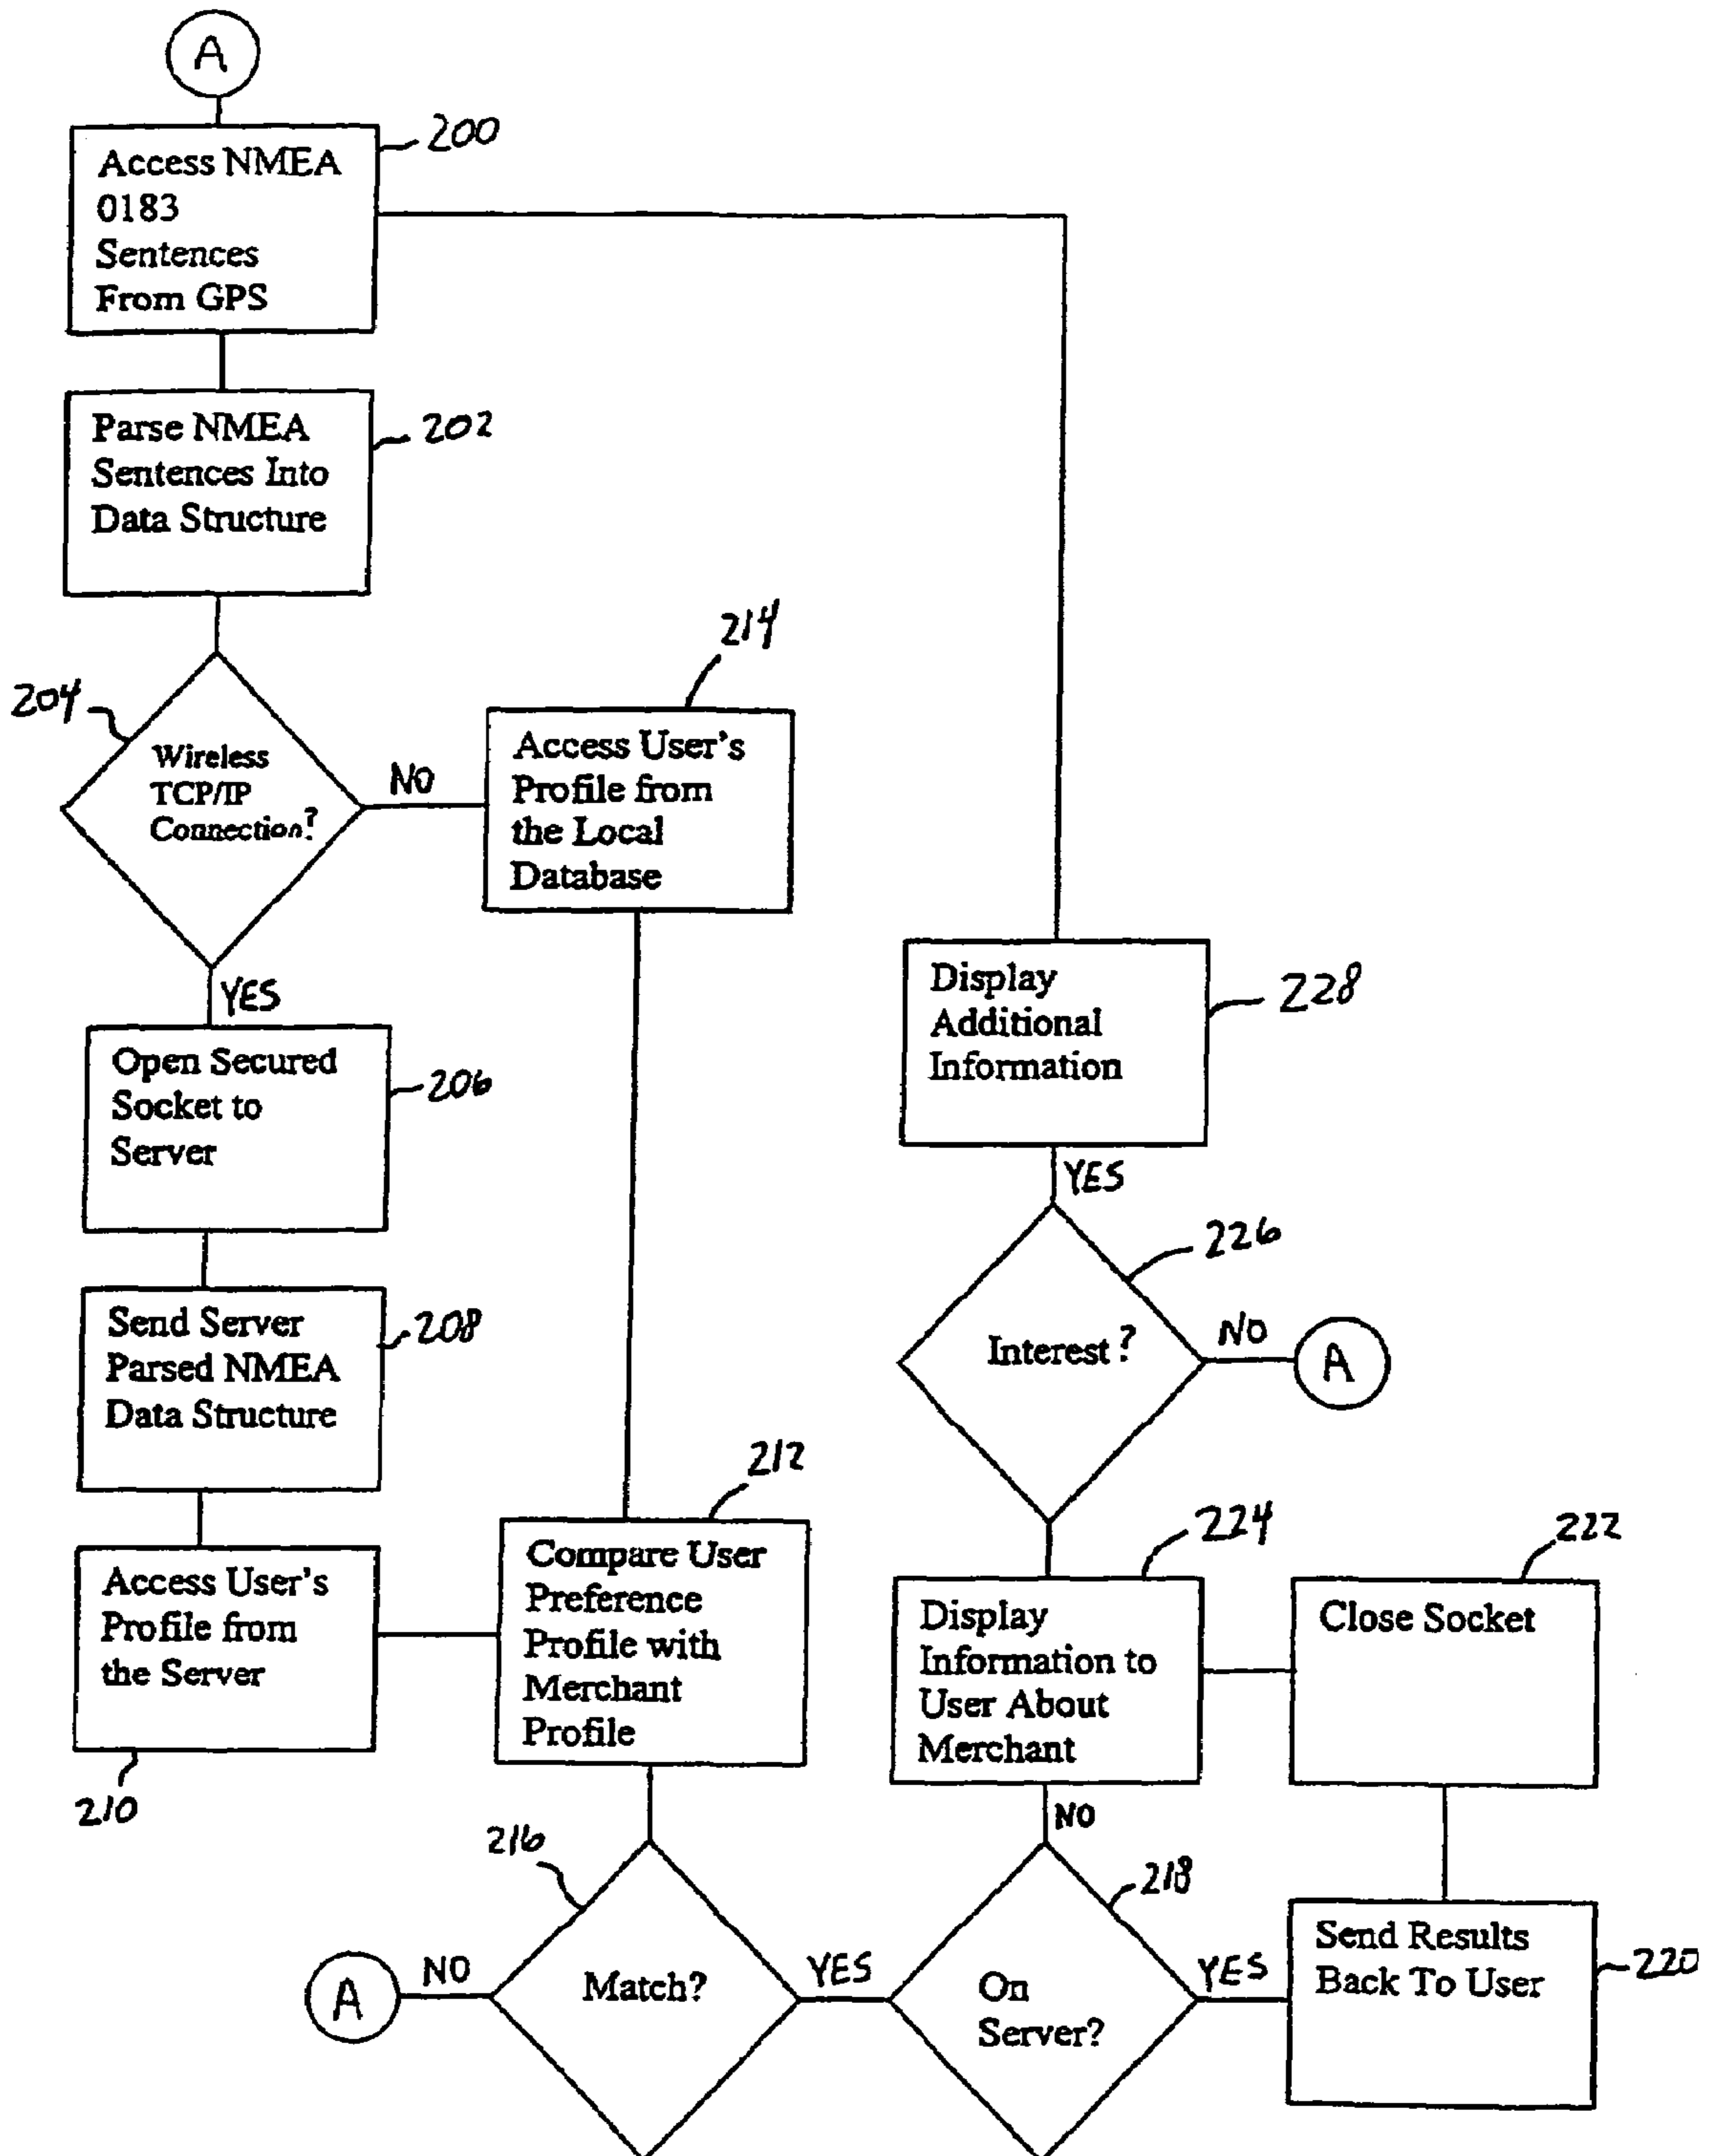 A
200
Access NMEA
0183
Sentences
From GPS
202
Parse NMEA
Sentences Into
Data Structure
204
Wireless
TCP/IP
Connection?
NO
214
Access User's
Profile from
the Local
Database
YES
Open Secured
Socket to
Server
206
Send Server
Parsed NMEA
Data Structure
208
Access User's
Profile from
the Server
210
212
Compare User
Preference
Profile with
Merchant
Profile
216
Match?
NO
A
YES
218
On
Server?
YES
Send Results
Back To User
220
222
Close Socket
NO
224
Display
Information to
User About
Merchant
226
Interest?
NO
A
YES
Display
Additional
Information
228